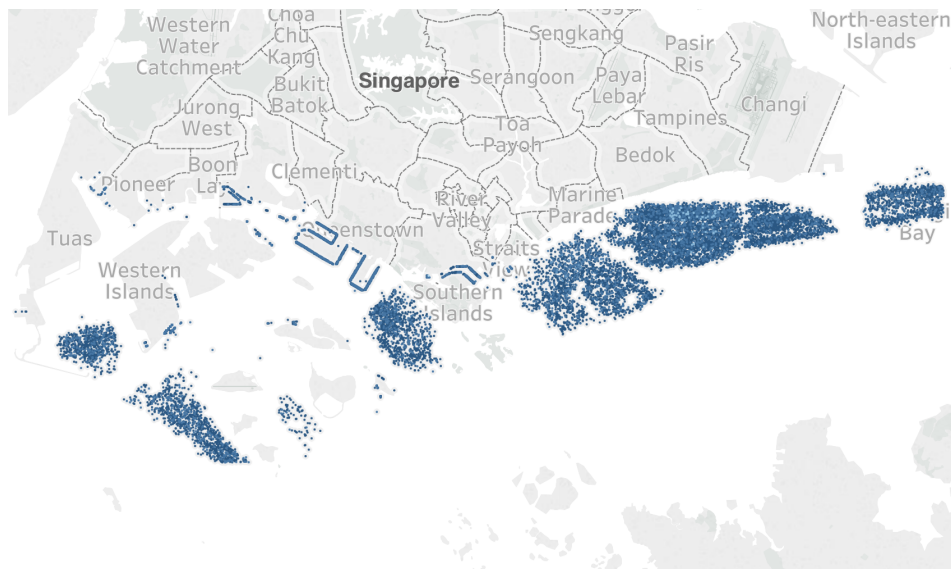 Western
Water
Catchment
Choa
Chu
Kang
Sengkang
Pasir
Ris
North-eastern
Islands
Singapore
Serangoon
Bukit
Batok
Paya
Lebar
Changi
Jurong
West
Toa
Payoh
Tampines
Boon
La
Clementi
Bedok
Pioneer
River
Valley
Marine
Parade
Tuas
enstown
Straits
View
Bay
Western
Islands
Southern
Islands